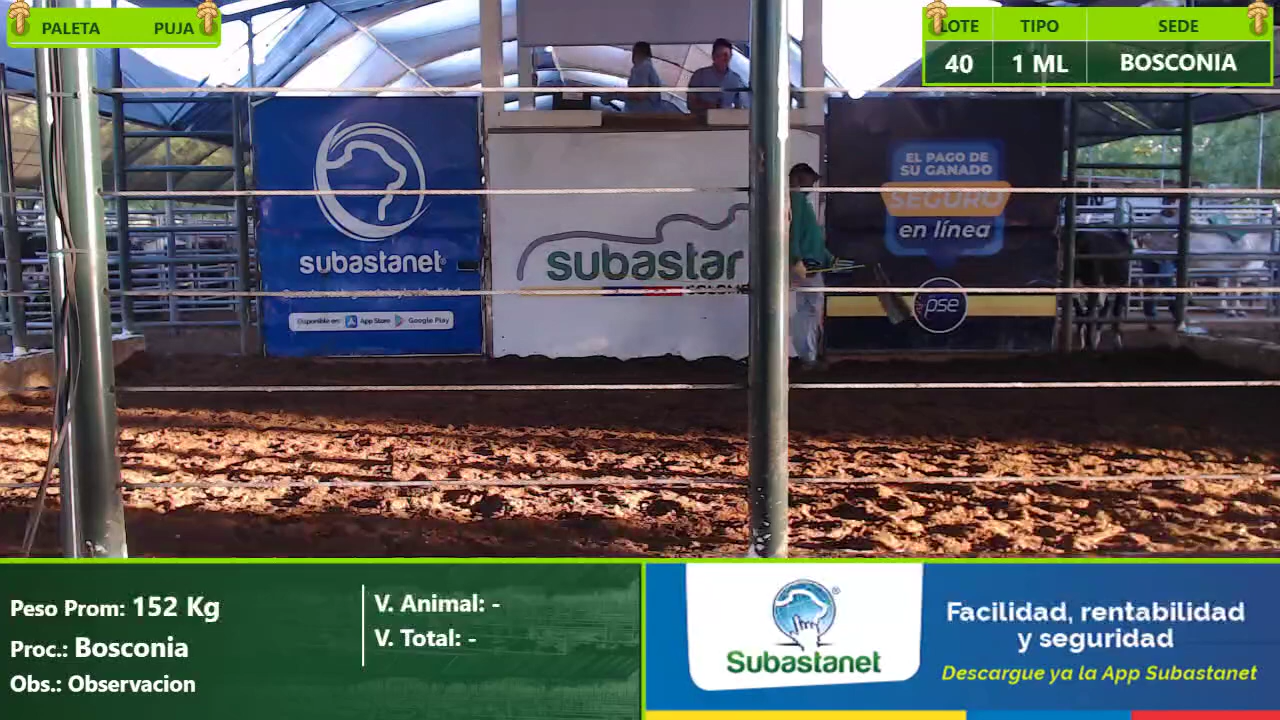 PALETA PUJA
LOTE TIPO SEDE
40 1 ML BOSCONIA
subastanet
Disponible en: App Store Google Play
subastar
EL PAGO DE
SU GANADO
SEGURO
en línea
pse
Peso Prom: 152 Kg
Proc.: Bosconia
Obs.: Observacion
V. Animal: -
V. Total: -
Subastanet
Facilidad, rentabilidad
y seguridad
Descargue ya la App Subastanet